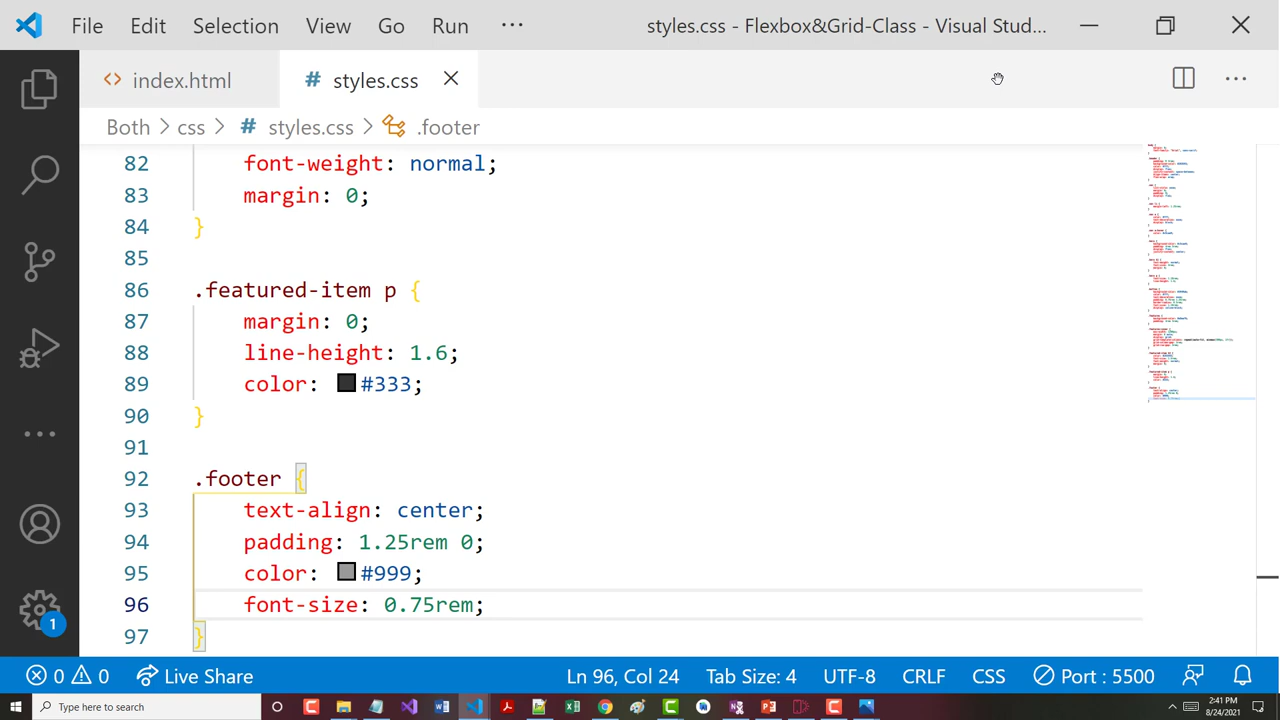 File Edit Selection View Go Run ··· styles.css - Flexbox&Grid-Class - Visual Stud...
<> index.html # styles.css
Both > css > # styles.css > .footer
82 font-weight: normal;
83 margin: 0;
84 }
85
86 .featured-item p {
87 margin: 0;
88 line-height: 1.6;
89 color: #333;
90 }
91
92 .footer {
93 text-align: center;
94 padding: 1.25rem 0;
95 color: #999;
96 font-size: 0.75rem;
97 }
1
0 0 Live Share Ln 96, Col 24 Tab Size: 4 UTF-8 CRLF CSS Port : 5500
Type here to search
2:41 PM
8/24/2021